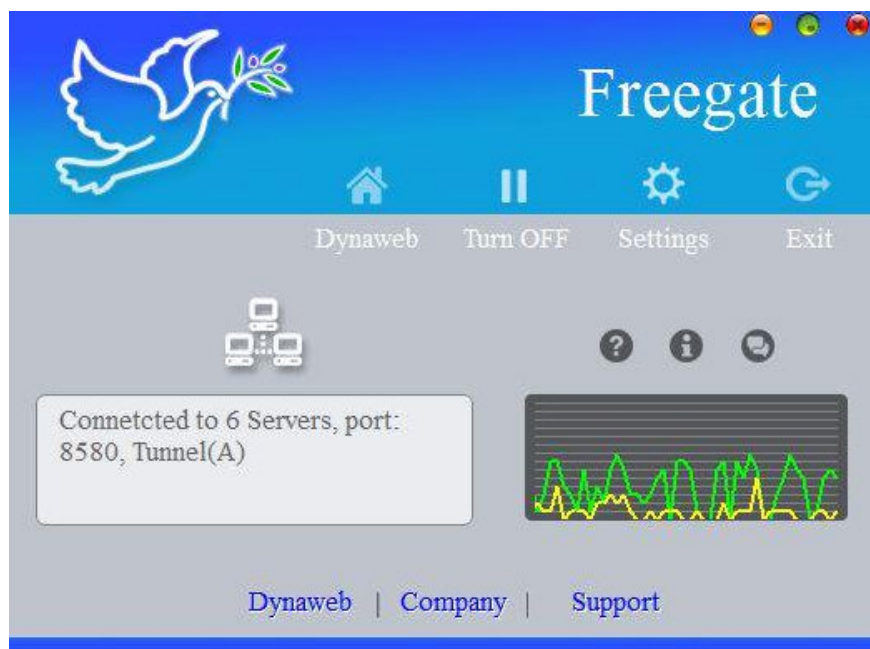 Freegate
Dynaweb Turn OFF Settings Exit
Connetcted to 6 Servers, port:
8580, Tunnel(A)
Dynaweb | Company | Support